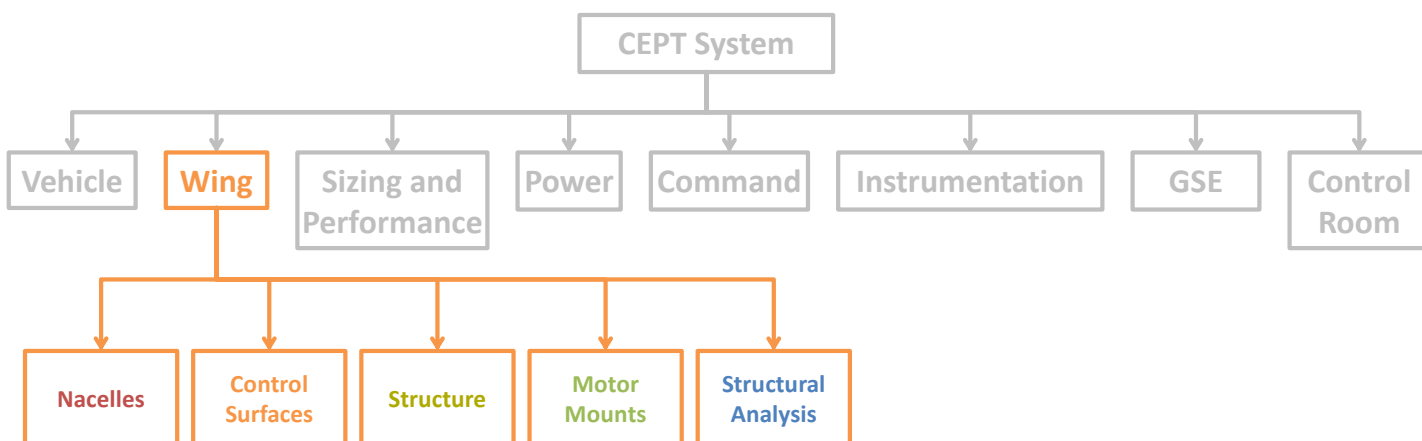 CEPT System
Vehicle
Wing
Sizing and
Performance
Power
Command
Instrumentation
GSE
Control
Room
Nacelles
Control
Surfaces
Structure
Motor
Mounts
Structural
Analysis